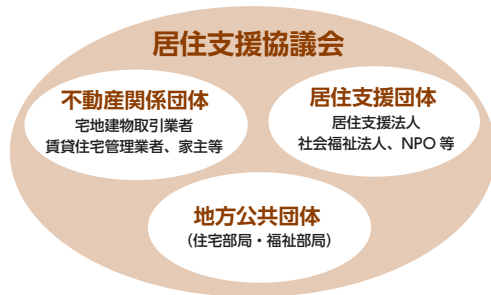 居住支援協議会
不動産関係団体
宅地建物取引業者
賃貸住宅管理業者、家主等
居住支援団体
居住支援法人
社会福祉法人、NPO 等
地方公共団体
（住宅部局・福祉部局）